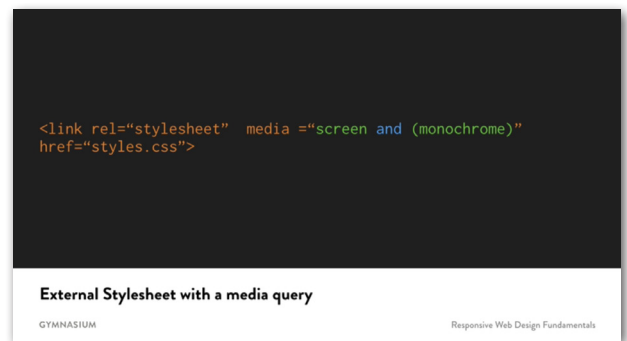 <link rel=“stylesheet”  media =“screen and (monochrome)”
href=“styles.css”>
External Stylesheet with a media query
GYMNASIUM
Responsive Web Design Fundamentals